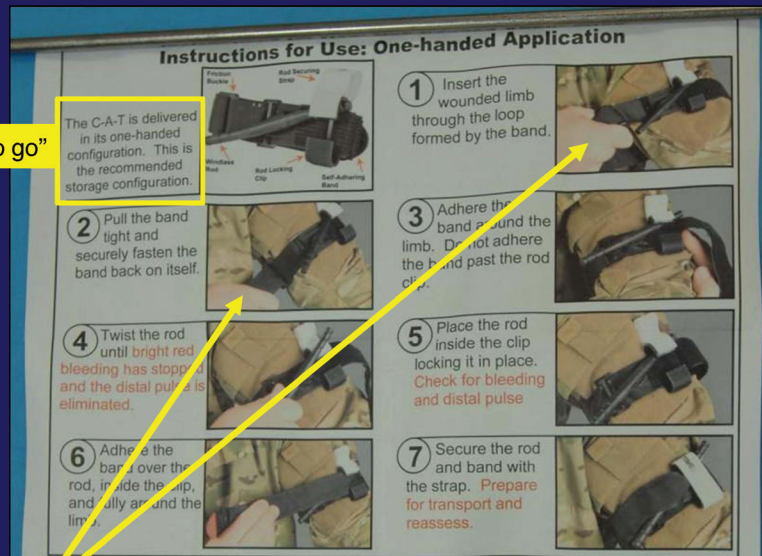 Instructions for Use: One-handed Application
The C-A-T is delivered
in its one-handed
configuration. This is
the recommended
storage configuration.
go”
Friction
Buckle
Rod Securing
Strap
Windlass
Rod
Rod Locking
Clip
Self-Adhering
Band
1 Insert the
wounded limb
through the loop
formed by the band.
2 Pull the band
tight and
securely fasten the
band back on itself.
3 Adhere the
band around the
limb. Do not adhere
the band past the rod
clip.
4 Twist the rod
until bright red
bleeding has stopped
and the distal pulse is
eliminated.
5 Place the rod
inside the clip
locking it in place.
Check for bleeding
and distal pulse
6 Adhere the
band over the
rod, inside the clip,
and fully around the
limb.
7 Secure the rod
and band with
the strap. Prepare
for transport and
reassess.